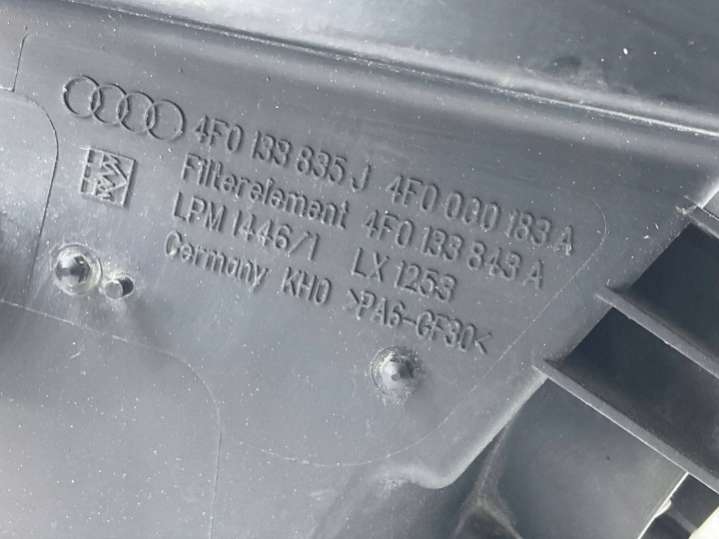 4F0 133 835 J 4F0 000 183 A
Filterelement 4F0 133 843 A
LPM 1446/1 LX 1253
Germany KH0 >PA6-GF30<